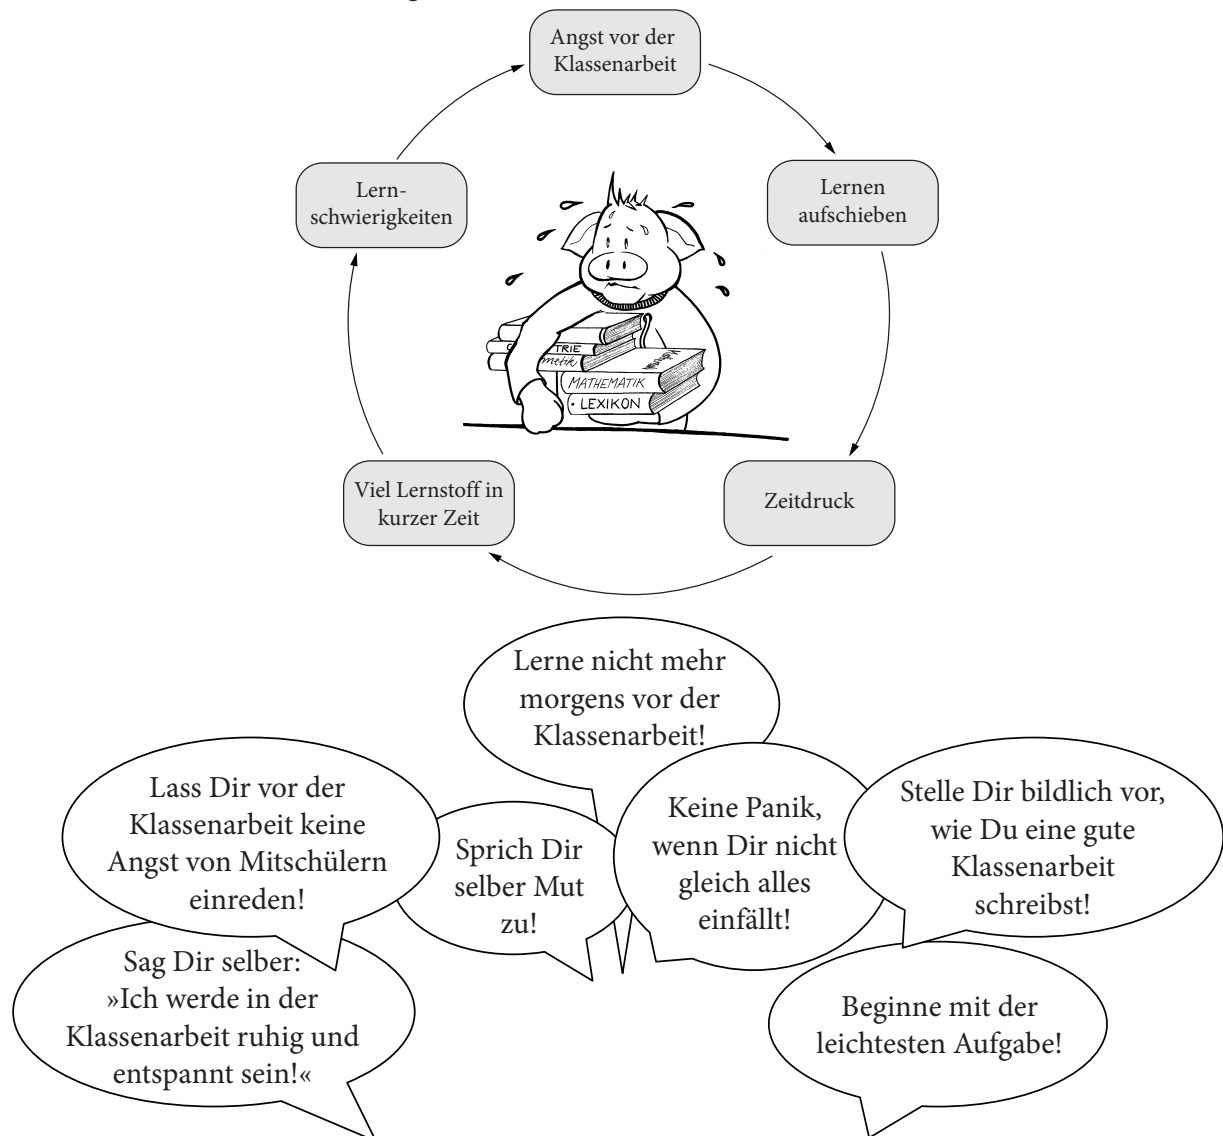 Angst vor der
Klassenarbeit
Lernen
aufschieben
Zeitdruck
Viel Lernstoff in
kurzer Zeit
Lern-
schwierigkeiten
TRIE
metik
MATHEMATIK
• LEXIKON
Lerne nicht mehr
morgens vor der
Klassenarbeit!
Lass Dir vor der
Klassenarbeit keine
Angst von Mitschülern
einreden!
Sprich Dir
selber Mut
zu!
Keine Panik,
wenn Dir nicht
gleich alles
einfällt!
Stelle Dir bildlich vor,
wie Du eine gute
Klassenarbeit
schreibst!
Sag Dir selber:
»Ich werde in der
Klassenarbeit ruhig und
entspannt sein!«
Beginne mit der
leichtesten Aufgabe!